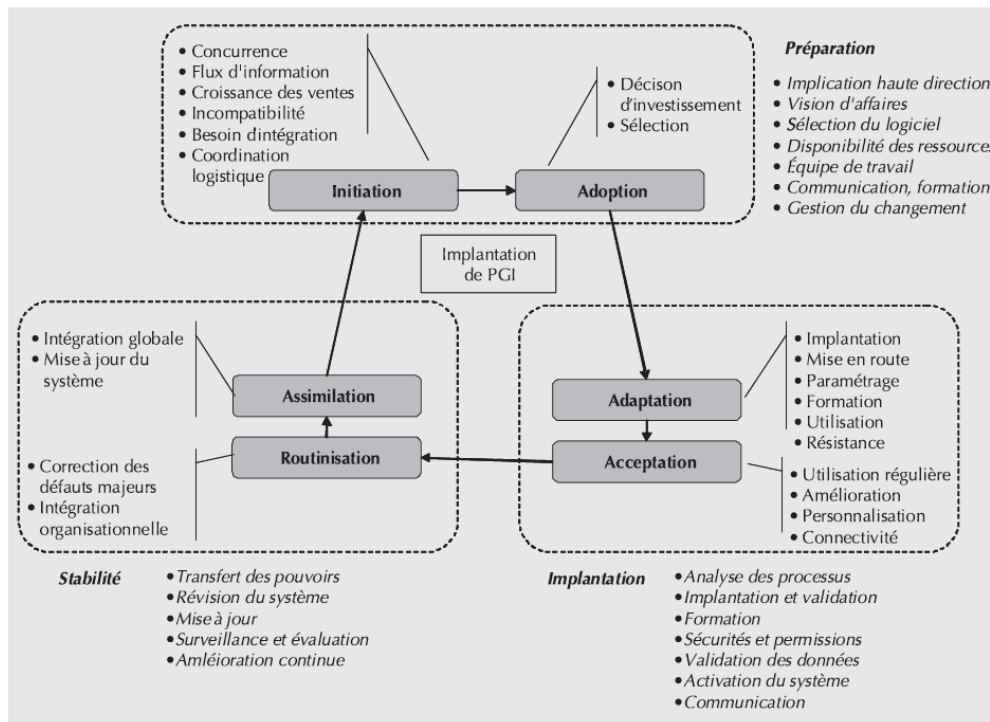 • Concurrence
• Flux d'information
• Croissance des ventes
• Incompatibilité
• Besoin d'intégration
• Coordination
logistique
• Décison
d'investissement
• Sélection
Initiation
Adoption
Préparation
• Implication haute direction
• Vision d'affaires
• Sélection du logiciel
• Disponibilité des ressources
• Équipe de travail
• Communication, formation
• Gestion du changement
Implantation
de PGI
• Intégration globale
• Mise à jour du
système
Assimilation
Routinisation
• Correction des
défauts majeurs
• Intégration
organisationnelle
Adaptation
Acceptation
• Implantation
• Mise en route
• Paramétrage
• Formation
• Utilisation
• Résistance
• Utilisation régulière
• Amélioration
• Personnalisation
• Connectivité
Stabilité
• Transfert des pouvoirs
• Révision du système
• Mise à jour
• Surveillance et évaluation
• Amléioration continue
Implantation
• Analyse des processus
• Implantation et validation
• Formation
• Sécurités et permissions
• Validation des données
• Activation du système
• Communication